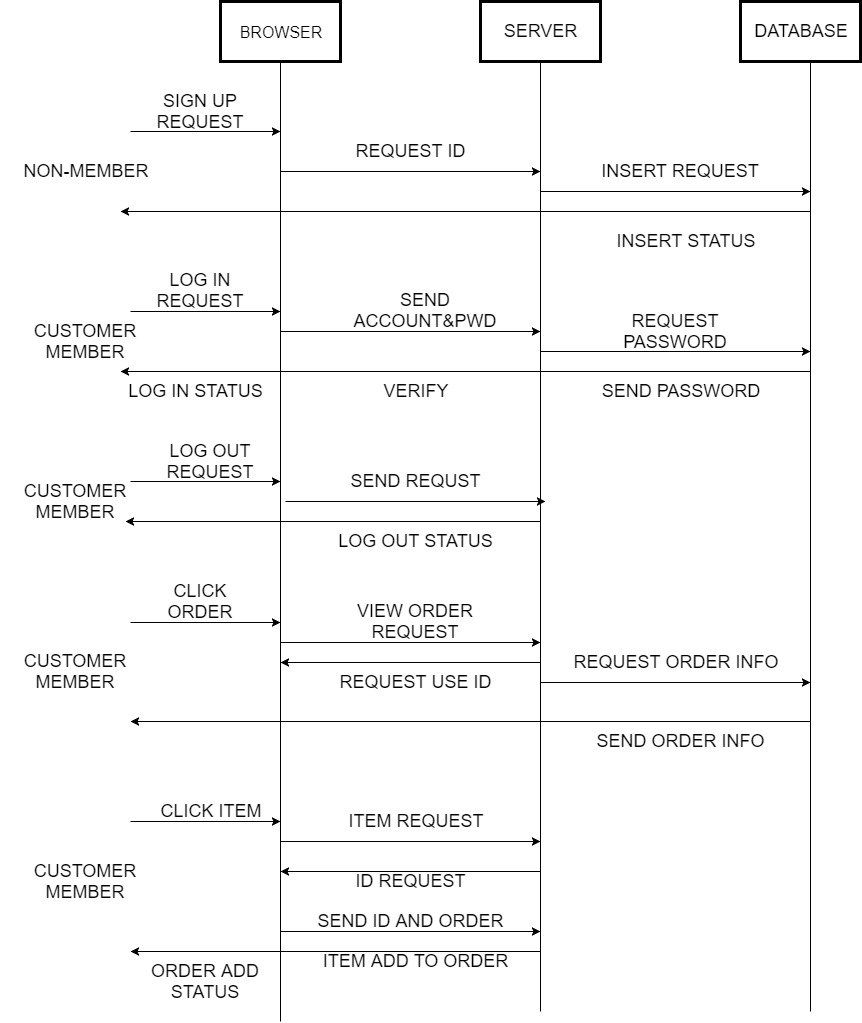 BROWSER
SERVER
DATABASE
SIGN UP
REQUEST
REQUEST ID
NON-MEMBER
INSERT REQUEST
INSERT STATUS
LOG IN
REQUEST
SEND
ACCOUNT&PWD
REQUEST
PASSWORD
CUSTOMER
MEMBER
LOG IN STATUS
VERIFY
SEND PASSWORD
LOG OUT
REQUEST
SEND REQUST
CUSTOMER
MEMBER
LOG OUT STATUS
CLICK
ORDER
VIEW ORDER
REQUEST
CUSTOMER
MEMBER
REQUEST ORDER INFO
REQUEST USE ID
SEND ORDER INFO
CLICK ITEM
ITEM REQUEST
CUSTOMER
MEMBER
ID REQUEST
SEND ID AND ORDER
ITEM ADD TO ORDER
ORDER ADD
STATUS